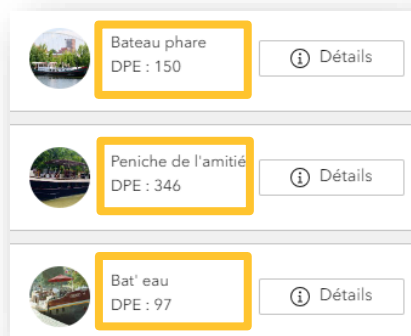 Bateau phare
DPE : 150
Détails
Peniche de l'amitié
DPE : 346
Détails
Bat' eau
DPE : 97
Détails